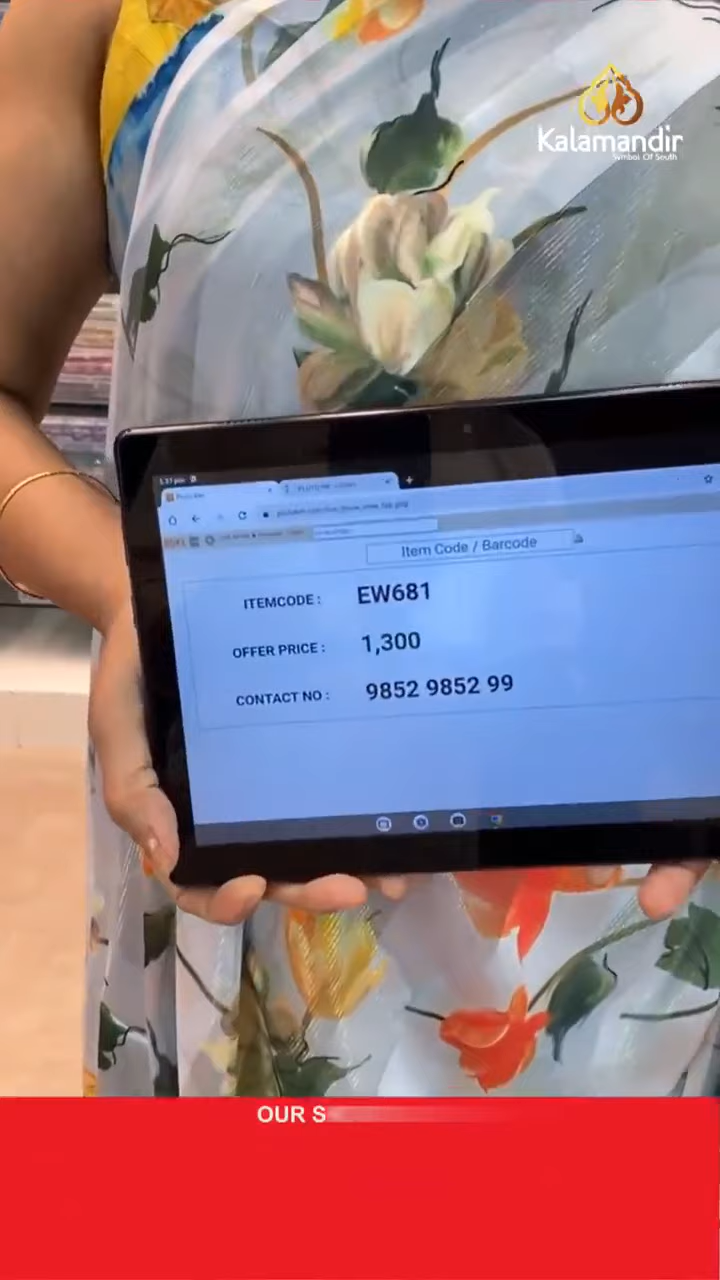 Kalamandir
Symbol Of South
Item Code / Barcode
ITEMCODE : EW681
OFFER PRICE : 1,300
CONTACT NO : 9852 9852 99
OUR S